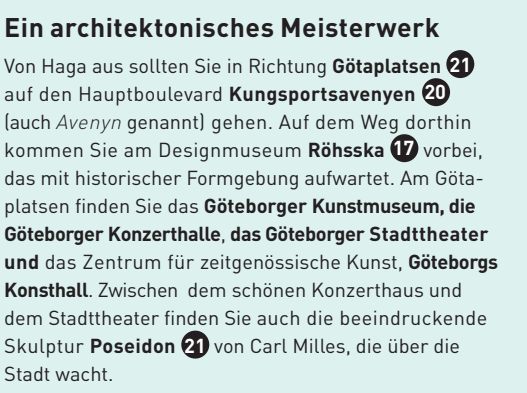 Ein architektonisches Meisterwerk
Von Haga aus sollten Sie in Richtung Götaplatsen 21
auf den Hauptboulevard Kungsportsavenyen 20
(auch Avenyn genannt) gehen. Auf dem Weg dorthin
kommen Sie am Designmuseum Röhsska 17 vorbei,
das mit historischer Formgebung aufwartet. Am Göta-
platsen finden Sie das Göteborger Kunstmuseum, die
Göteborger Konzerthalle, das Göteborger Stadttheater
und das Zentrum für zeitgenössische Kunst, Göteborgs
Konsthall. Zwischen dem schönen Konzerthaus und
dem Stadttheater finden Sie auch die beeindruckende
Skulptur Poseidon 21 von Carl Milles, die über die
Stadt wacht.